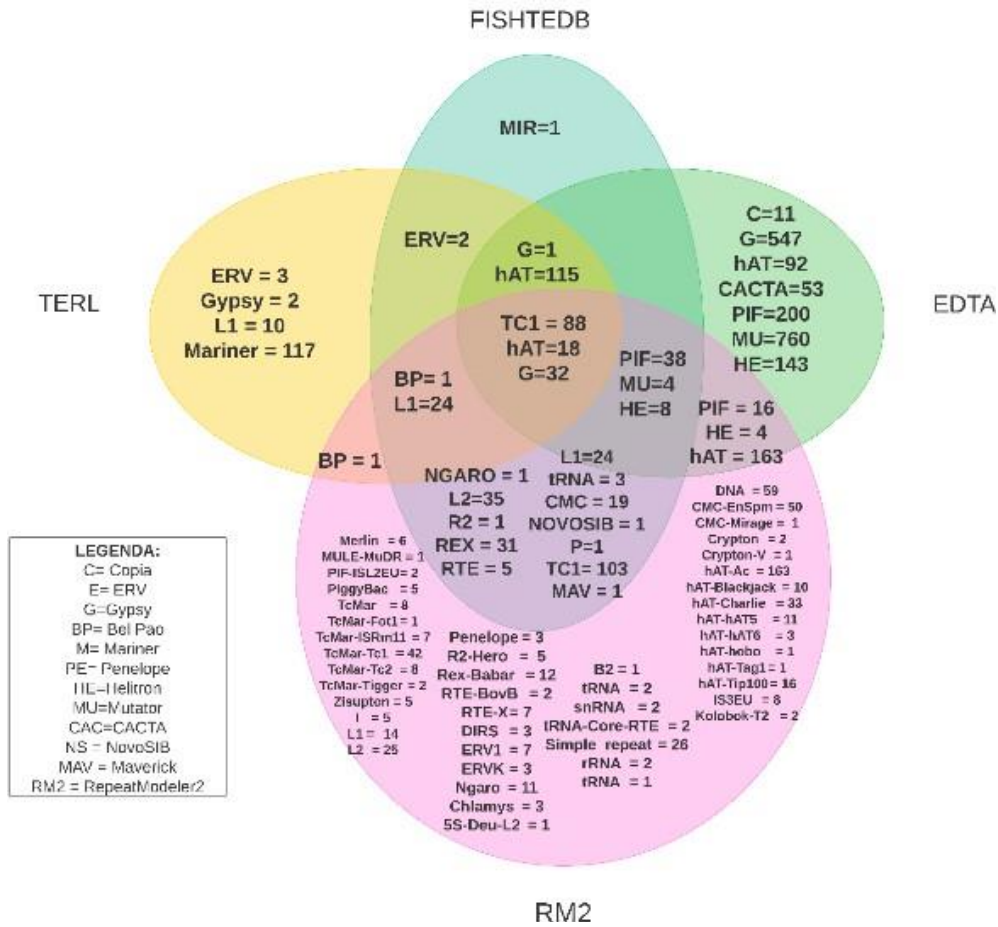 FISHTEDB
MIR=1
TERL
ERV = 3
Gypsy = 2
L1 = 10
Mariner = 117
ERV=2
G=1
hAT=115
C=11
G=547
hAT=92
CACTA=53
PIF=200
MU=760
HE=143
EDTA
TC1 = 88
hAT=18
G=32
BP= 1
L1=24
PIF=38
MU=4
HE=8
PIF = 16
HE = 4
hAT = 163
BP = 1
NGARO = 1
L2=35
R2 = 1
REX = 31
RTE = 5
L1=24
tRNA = 3
CMC = 19
NOVOSIB = 1
P=1
TC1= 103
MAV = 1
LEGENDA:
C= Copia
E= ERV
G=Gypsy
BP= Bel Pao
M= Mariner
PE= Penelope
HE=Helitron
MU=Mutator
CAC=CACTA
NS = NovoSIB
MAV = Maverick
RM2 = RepeatModeler2
Merlin = 6
MULE-MuDR = 1
PIF-ISL2EU= 2
PiggyBac = 5
TcMar = 8
TcMar-Fot1= 1
TcMar-ISRm11 = 7
TcMar-Tc1 = 42
TcMar-Tc2 = 8
TcMar-Tigger = 2
Zisupton = 5
I = 5
L1 = 14
L2 = 25
Penelope = 3
R2-Hero = 5
Rex-Babar = 12
RTE-BovB = 2
RTE-X= 7
DIRS = 3
ERV1 = 7
ERVK = 3
Ngaro = 11
Chlamys = 3
5S-Deu-L2 = 1
B2 = 1
tRNA = 2
snRNA = 2
tRNA-Core-RTE = 2
Simple repeat = 26
rRNA = 2
tRNA = 1
DNA = 59
CMC-EnSpm = 50
CMC-Mirage = 1
Crypton = 2
Crypton-V = 1
hAT-Ac = 163
hAT-Blackjack = 10
hAT-Charlie = 33
hAT-hAT5 = 11
hAT-hAT6 = 3
hAT-hobo = 1
hAT-Tag1 = 1
hAT-Tip100= 16
IS3EU = 8
Kolobok-T2 = 2
RM2